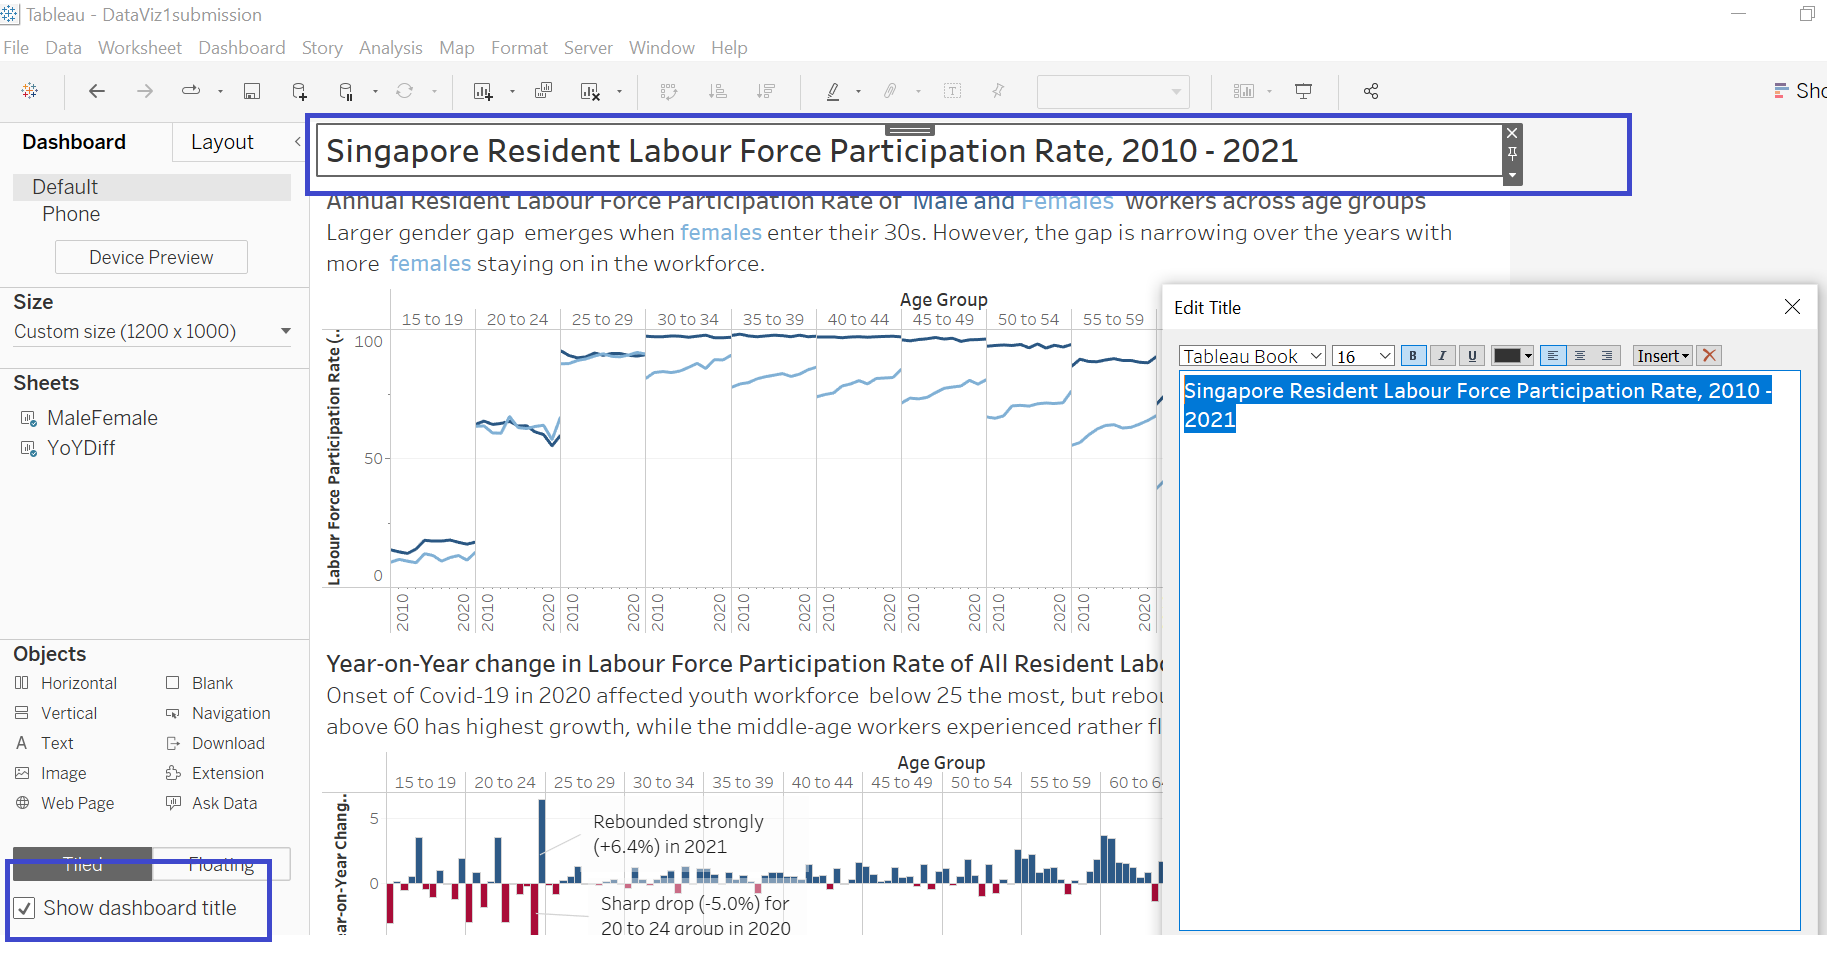 Tableau - DataViz1submission
File Data Worksheet Dashboard Story Analysis Map Format Server Window Help
Dashboard Layout
Default
Phone
Device Preview
Size
Custom size (1200 x 1000)
Sheets
MaleFemale
YoYDiff
Objects
Horizontal Blank
Vertical Navigation
Text Download
Image Extension
Web Page Ask Data
Tiled Floating
Show dashboard title
Singapore Resident Labour Force Participation Rate, 2010 - 2021
Annual Resident Labour Force Participation Rate of Male and Females workers across age groups
Larger gender gap emerges when females enter their 30s. However, the gap is narrowing over the years with
more females staying on in the workforce.
Age Group
15 to 19 20 to 24 25 to 29 30 to 34 35 to 39 40 to 44 45 to 49 50 to 54 55 to 59
Labour Force Participation Rate (..
100
50
0
2010 2020 2010 2020 2010 2020 2010 2020 2010 2020 2010 2020 2010 2020 2010 2020 2010 2020
Year-on-Year change in Labour Force Participation Rate of All Resident
Onset of Covid-19 in 2020 affected youth workforce below 25 the most, but
above 60 has highest growth, while the middle-age workers experienced rather
Age Group
15 to 19 20 to 24 25 to 29 30 to 34 35 to 39 40 to 44 45 to 49 50 to 54 55 to 59 60 to
ear-on-Year Chang..
5
0
Rebounded strongly
(+6.4%) in 2021
Sharp drop (-5.0%) for
20 to 24 group in 2020
Edit Title
Tableau Book 16 B I U Insert
Singapore Resident Labour Force Participation Rate, 2010 -
2021